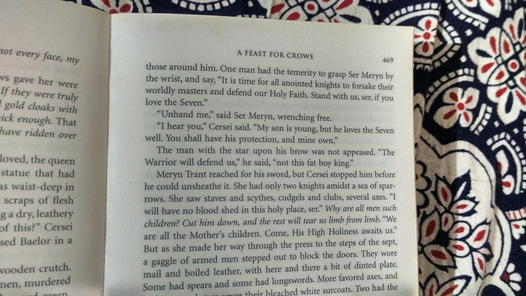 not every face, my
ws gave her were
If they were truly
gold cloaks with
ick enough. That
have ridden over
loved, the queen
statue that had
as waist-deep in
scraps of flesh
g a dry, leathery
of this?" Cersei
sed Baelor in a
wooden crutch.
men, murdered
A FEAST FOR CROWS
469
those around him. One man had the temerity to grasp Ser Meryn by
the wrist, and say, "It is time for all anointed knights to forsake their
worldly masters and defend our Holy Faith. Stand with us, ser, if you
love the Seven."
"Unhand me," said Ser Meryn, wrenching free.
"I hear you," Cersei said. "My son is young, but he loves the Seven
well. You shall have his protection, and mine own."
The man with the star upon his brow was not appeased. "The
Warrior will defend us," he said, "not this fat boy king."
Meryn Trant reached for his sword, but Cersei stopped him before
he could unsheathe it. She had only two knights amidst a sea of spar-
rows. She saw staves and scythes, cudgels and clubs, several axes. "I
will have no blood shed in this holy place, ser." Why are all men such
children? Cut him down, and the rest will tear us limb from limb. "We
are all the Mother's children. Come, His High Holiness awaits us."
But as she made her way through the press to the steps of the sept,
a gaggle of armed men stepped out to block the doors. They wore
mail and boiled leather, with here and there a bit of dinted plate.
Some had spears and some had longswords. More favored axes, and
upon their bleached white surcoats. Two had the